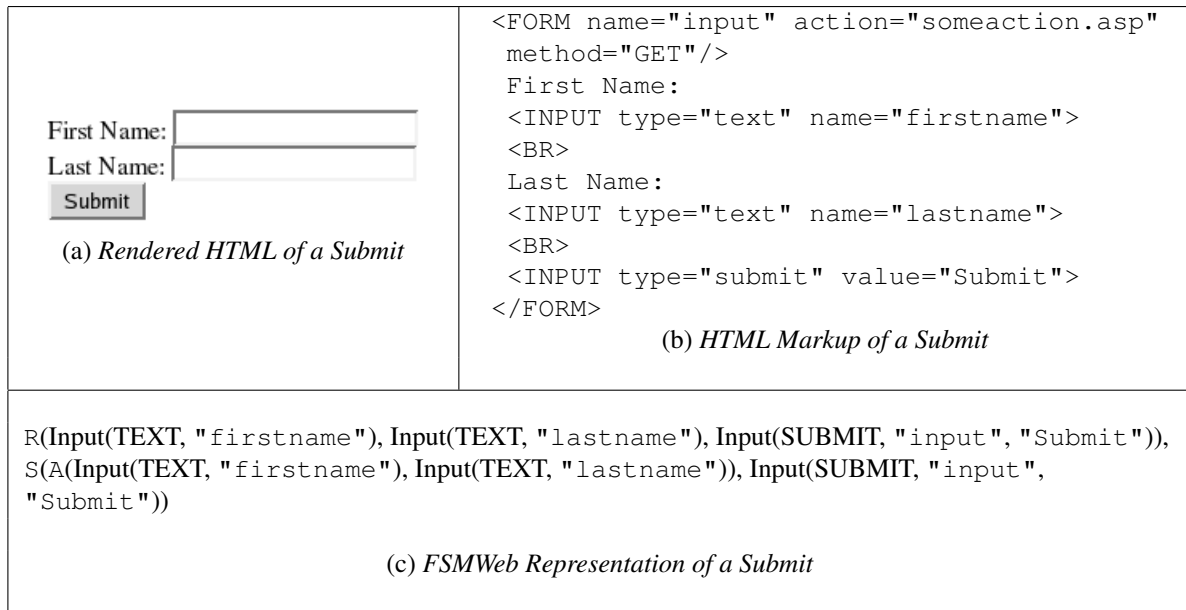 First Name:
Last Name:
Submit
(a) Rendered HTML of a Submit
<FORM name="input" action="someaction.asp"
method="GET"/>
First Name:
<INPUT type="text" name="firstname">
<BR>
Last Name:
<INPUT type="text" name="lastname">
<BR>
<INPUT type="submit" value="Submit">
</FORM>
(b) HTML Markup of a Submit
R(Input(TEXT, "firstname"), Input(TEXT, "lastname"), Input(SUBMIT, "input", "Submit")),
S(A(Input(TEXT, "firstname"), Input(TEXT, "lastname")), Input(SUBMIT, "input",
"Submit"))
(c) FSMWeb Representation of a Submit